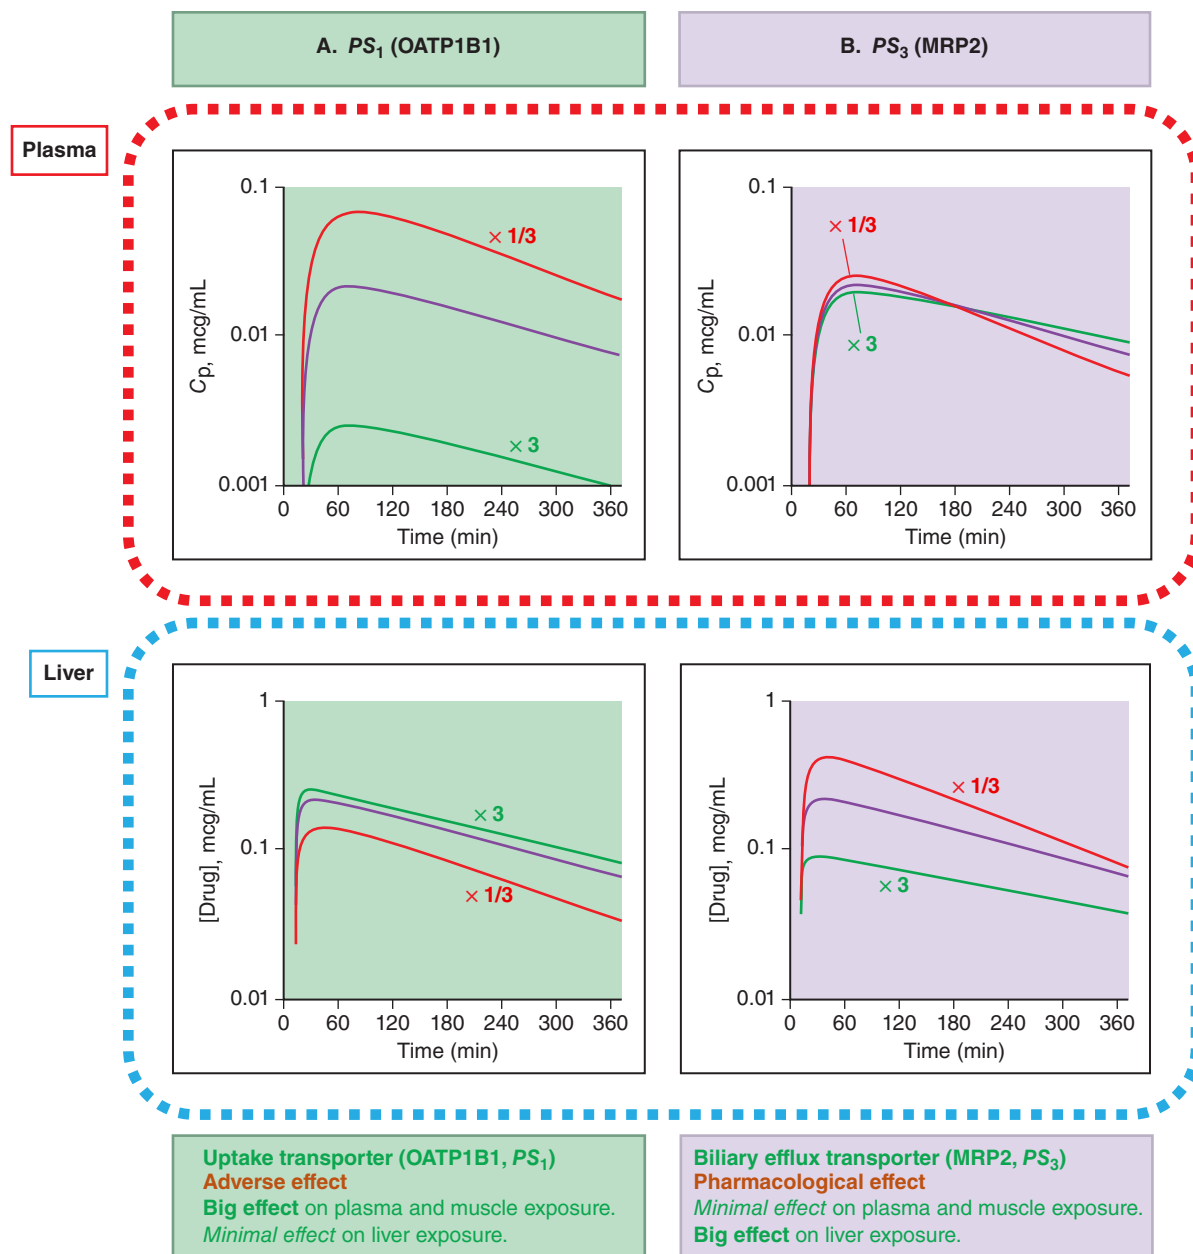 A. PS1 (OATP1B1)
B. PS3 (MRP2)
Plasma
0.1
0.01
0.001
Cp, mcg/mL
× 1/3
× 3
0 60 120 180 240 300 360
Time (min)
0.1
0.01
0.001
Cp, mcg/mL
× 1/3
× 3
0 60 120 180 240 300 360
Time (min)
Liver
1
0.1
0.01
[Drug], mcg/mL
× 3
× 1/3
0 60 120 180 240 300 360
Time (min)
1
0.1
0.01
[Drug], mcg/mL
× 1/3
× 3
0 60 120 180 240 300 360
Time (min)
Uptake transporter (OATP1B1, PS1)
Adverse effect
Big effect on plasma and muscle exposure.
Minimal effect on liver exposure.
Biliary efflux transporter (MRP2, PS3)
Pharmacological effect
Minimal effect on plasma and muscle exposure.
Big effect on liver exposure.